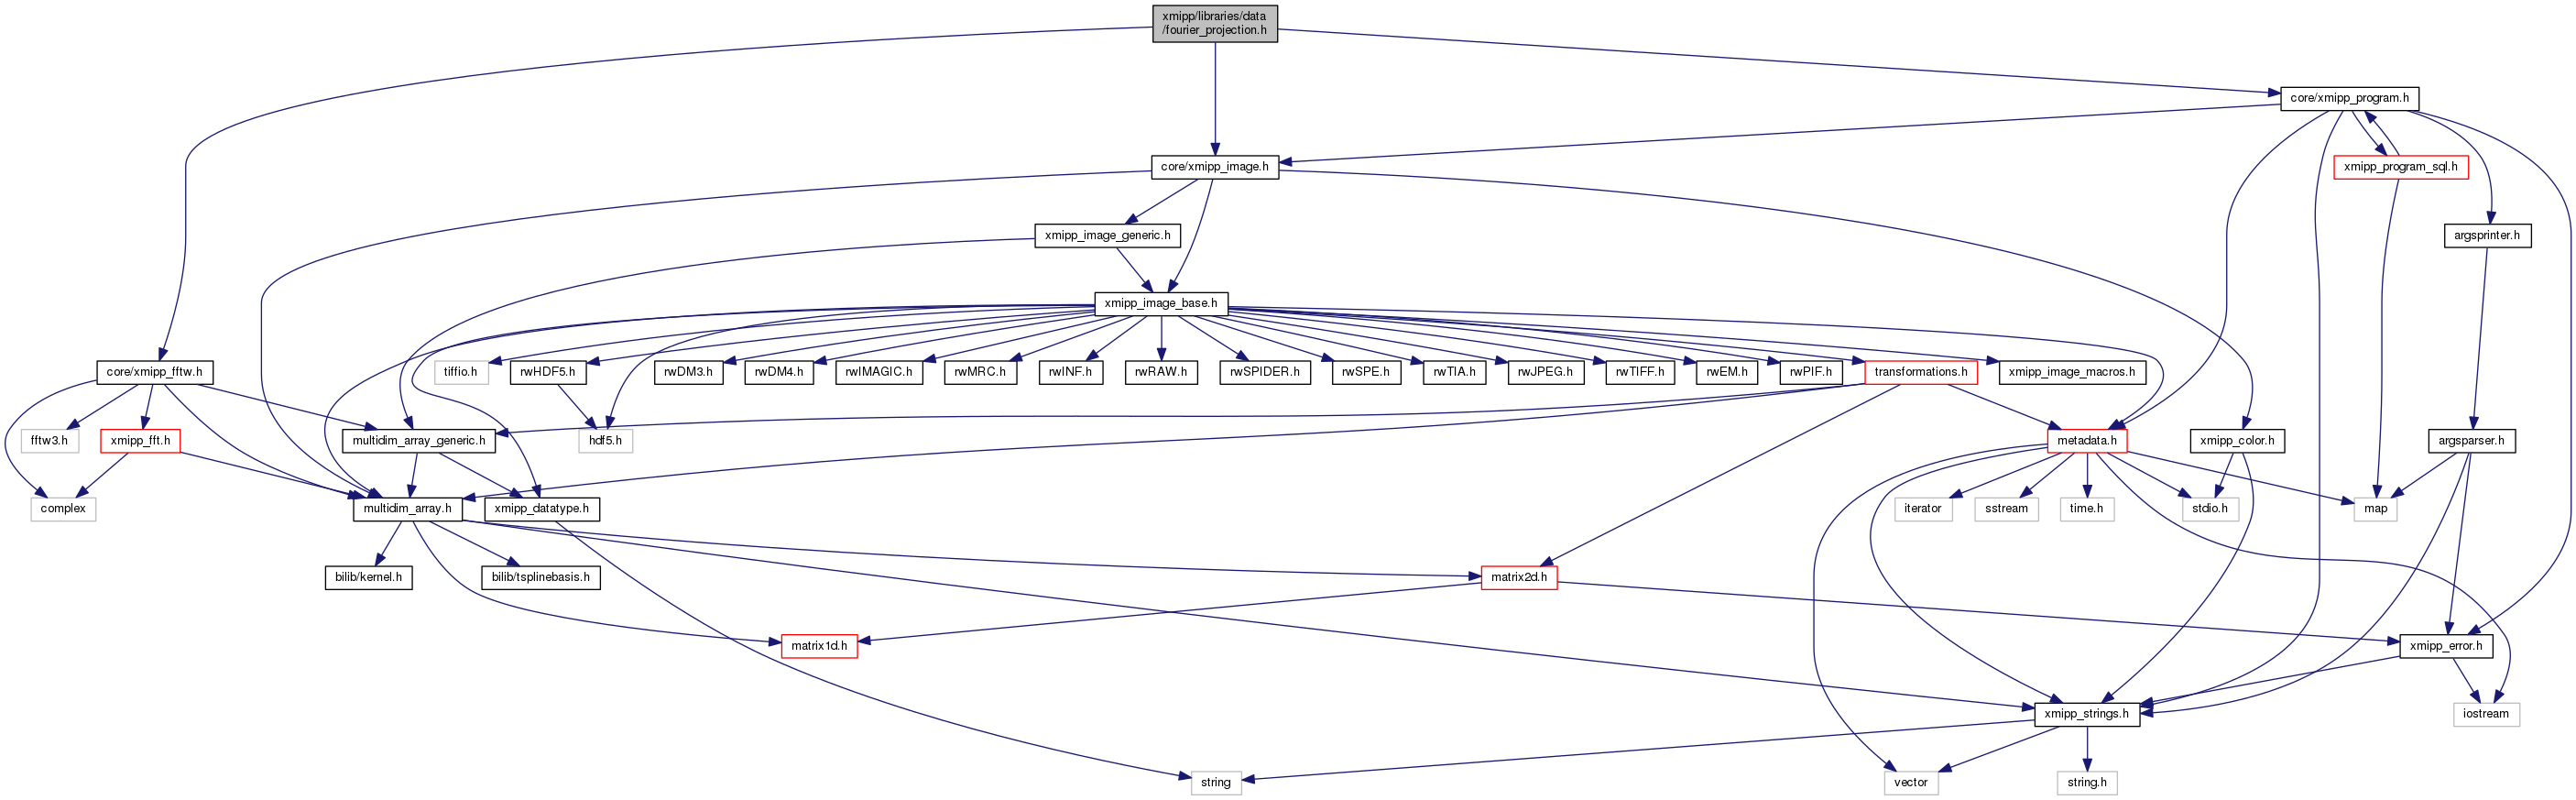 xmipp/libraries/data
/fourier_projection.h
core/xmipp_program.h
core/xmipp_image.h
xmipp_program_sql.h
xmipp_image_generic.h
argsprinter.h
xmipp_image_base.h
core/xmipp_fftw.h
tiffio.h
rwHDF5.h
rwDM3.h
rwDM4.h
rwIMAGIC.h
rwMRC.h
rwINF.h
rwRAW.h
rwSPIDER.h
rwSPE.h
rwTIA.h
rwJPEG.h
rwTIFF.h
rwEM.h
rwPIF.h
transformations.h
xmipp_image_macros.h
fftw3.h
xmipp_fft.h
multidim_array_generic.h
hdf5.h
metadata.h
xmipp_color.h
argsparser.h
complex
multidim_array.h
xmipp_datatype.h
iterator
sstream
time.h
stdio.h
map
bilib/kernel.h
bilib/tsplinebasis.h
matrix2d.h
matrix1d.h
xmipp_error.h
xmipp_strings.h
iostream
string
vector
string.h